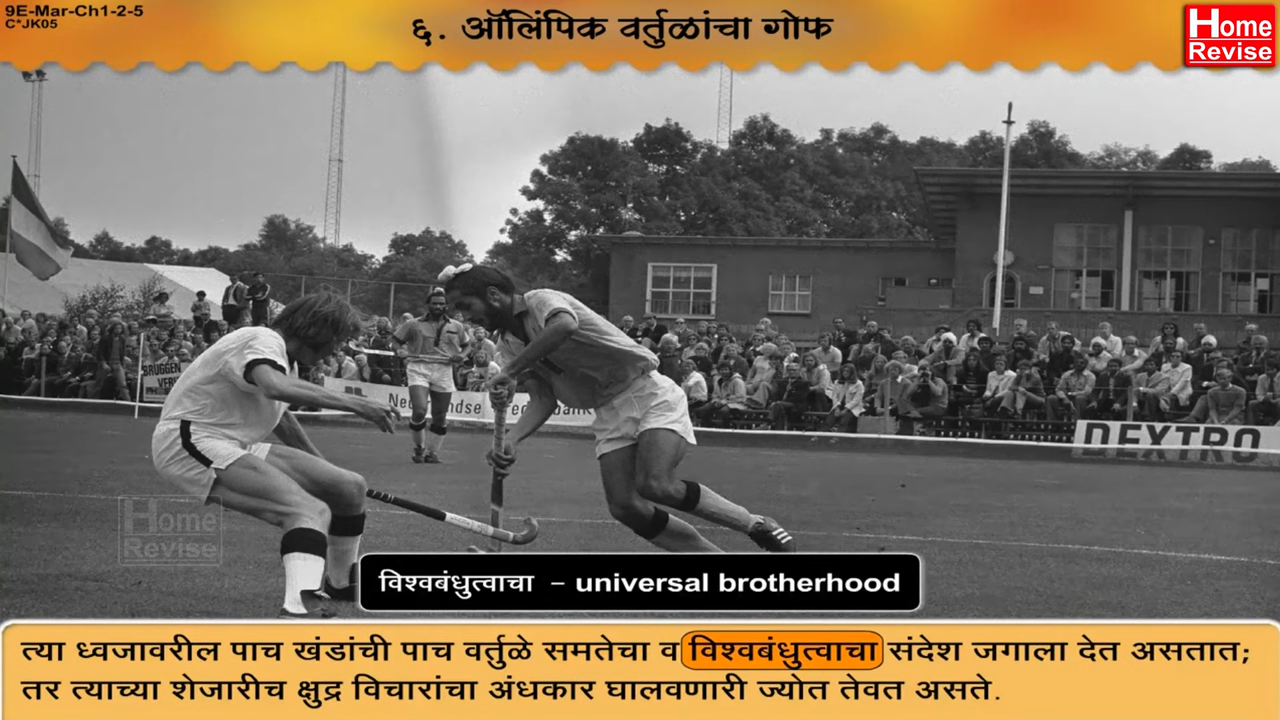 9E-Mar-Ch1-2-5
C*JK05
६. ऑलिंपिक वर्तुळांचा गोफ
Home
Revise
BRUGGEN
DEXTRO
Home
Revise
विश्वबंधुत्वाचा – universal brotherhood
त्या ध्वजावरील पाच खंडांची पाच वर्तुळे समतेचा व विश्वबंधुत्वाचा संदेश जगाला देत असतात;
तर त्याच्या शेजारीच क्षुद्र विचारांचा अंधकार घालवणारी ज्योत तेवत असते.